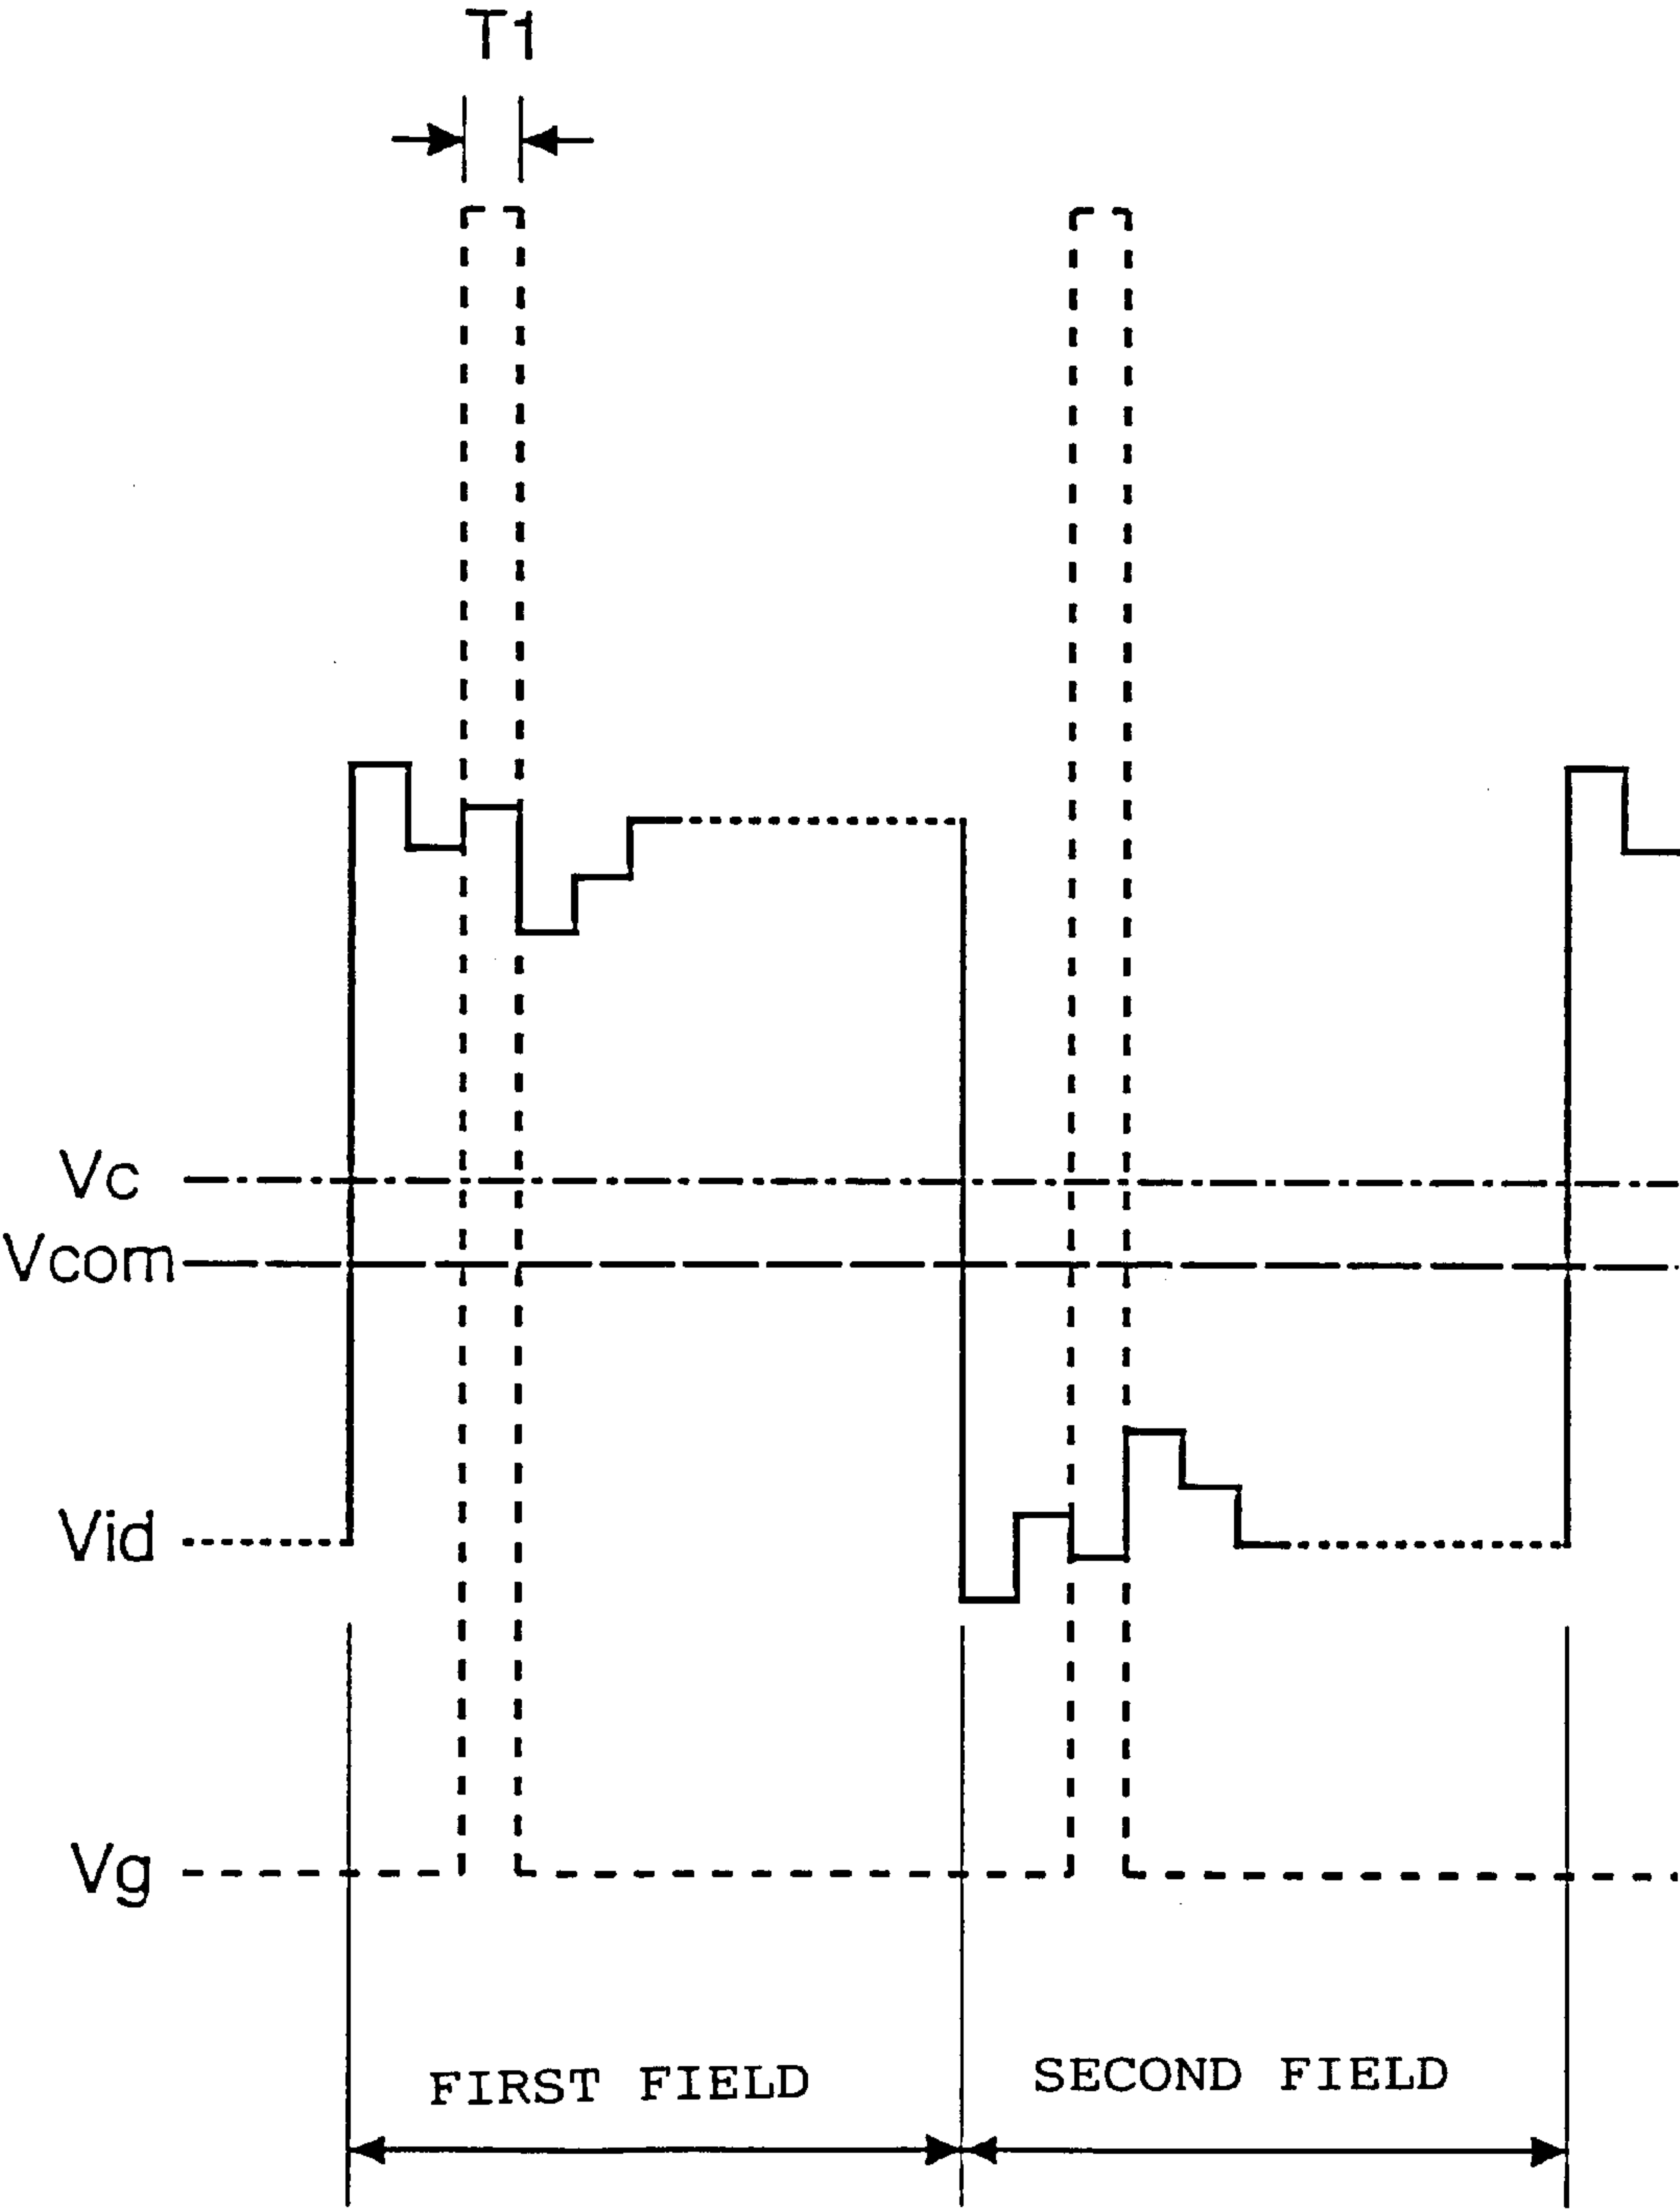 T1
Vc
Vcom
Vid
Vg
FIRST FIELD
SECOND FIELD